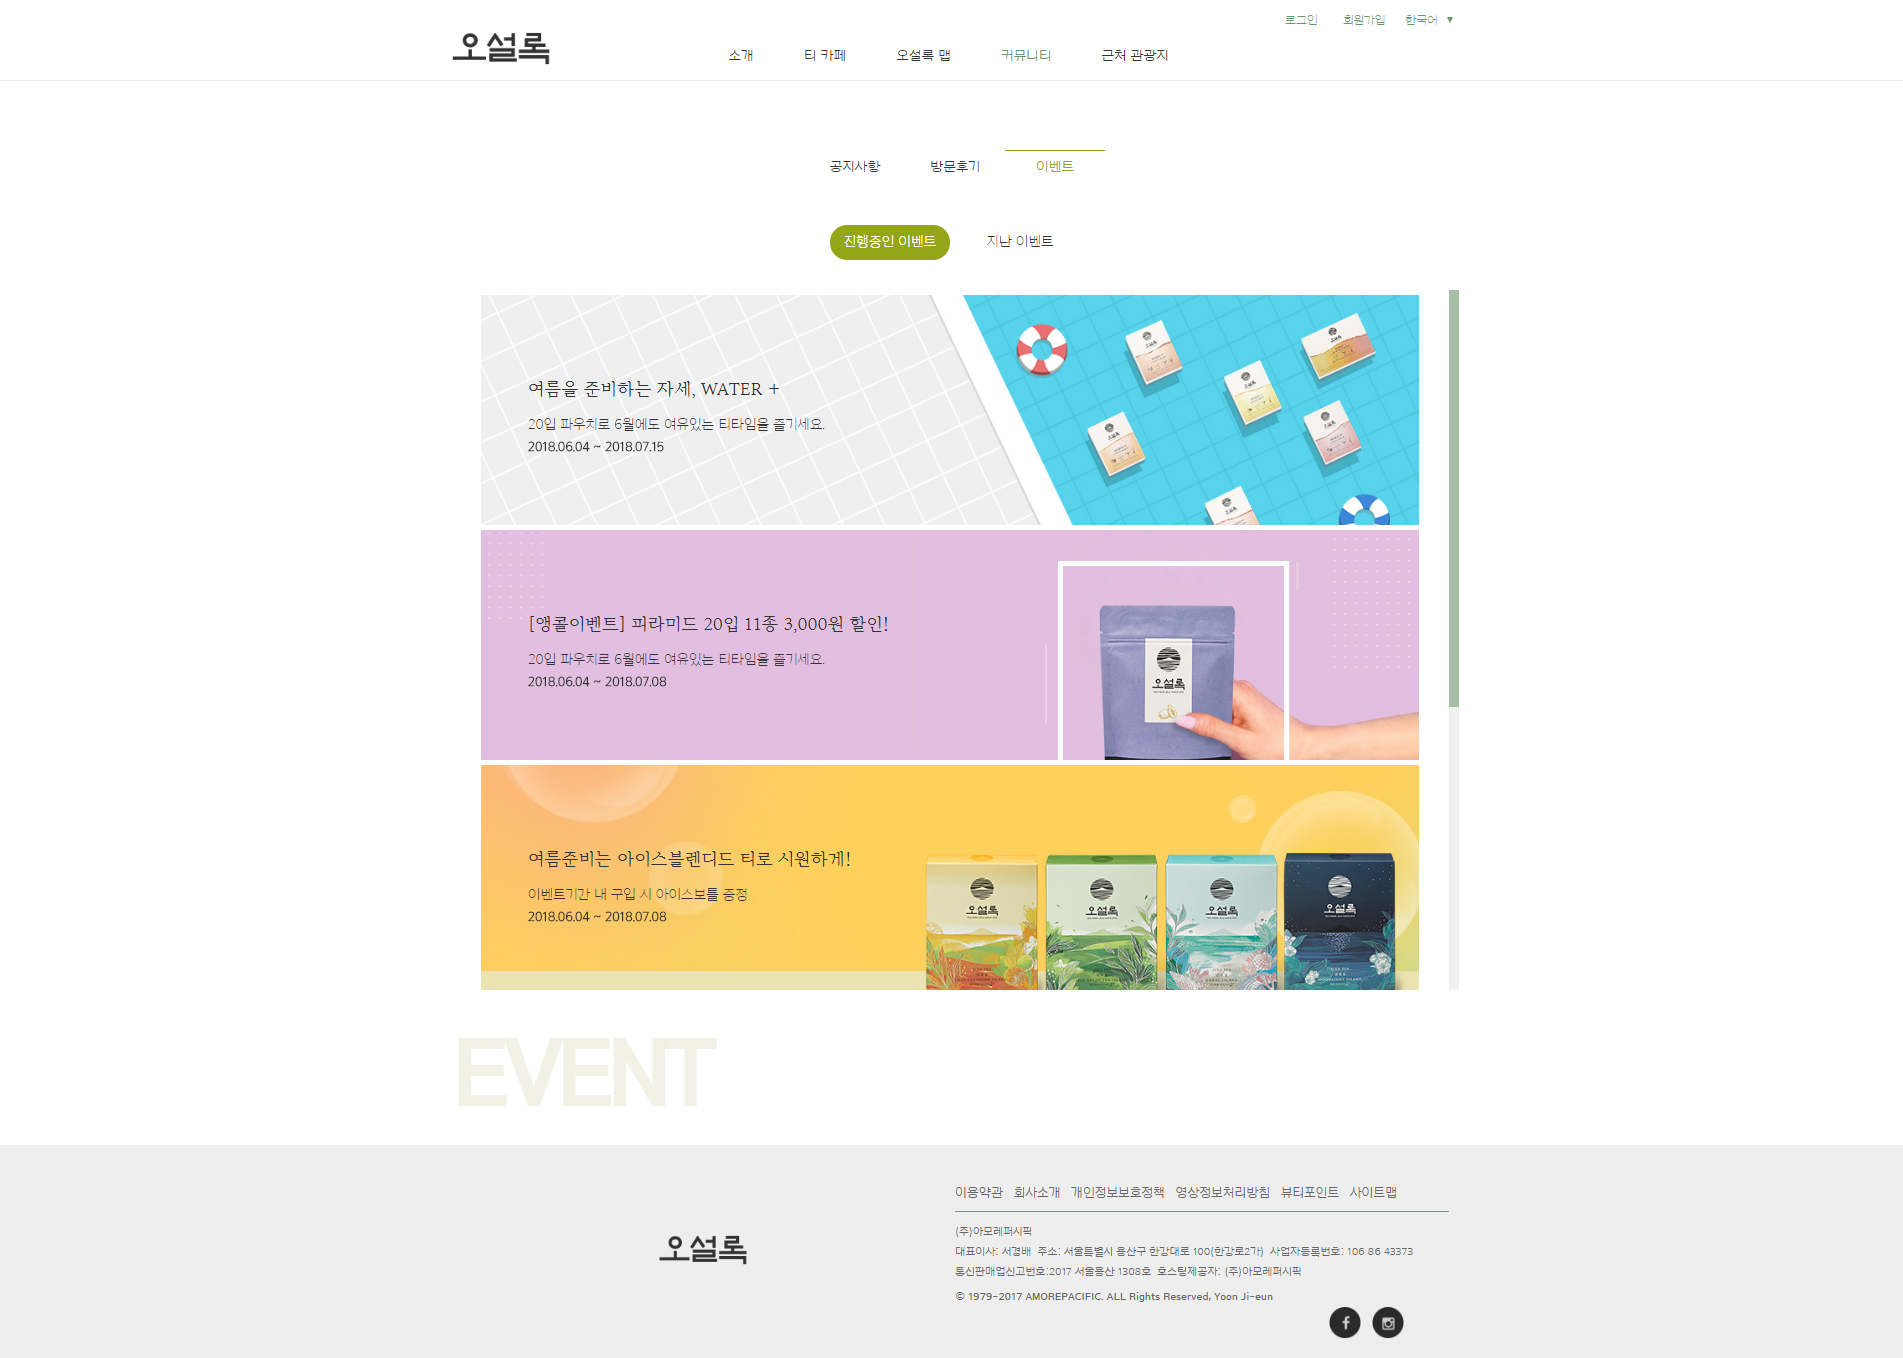 로그인 회원가입 한국어 ▼
오설록
소개 티 카페 오설록 맵 커뮤니티 근처 관광지
공지사항 방문후기 이벤트
진행중인 이벤트 지난 이벤트
여름을 준비하는 자세, WATER +
20입 파우치로 6월에도 여유있는 티타임을 즐기세요.
2018.06.04 ~ 2018.07.15
오설록
오설록
오설록
오설록
오설록
[앵콜이벤트] 피라미드 20입 11종 3,000원 할인!
20입 파우치로 6월에도 여유있는 티타임을 즐기세요.
2018.06.04 ~ 2018.07.08
오설록
여름준비는 아이스블렌디드 티로 시원하게!
이벤트기간 내 구입 시 아이스보틀 증정
2018.06.04 ~ 2018.07.08
오설록 오설록 오설록 오설록
EVENT
오설록
이용약관 회사소개 개인정보보호정책 영상정보처리방침 뷰티포인트 사이트맵
(주)아모레퍼시픽
대표이사: 서경배 주소: 서울특별시 용산구 한강대로 100(한강로2가) 사업자등록번호: 106 86 43373
통신판매업신고번호:2017 서울용산 1308호 호스팅제공자: (주)아모레퍼시픽
© 1979-2017 AMOREPACIFIC. ALL Rights Reserved, Yoon Ji-eun